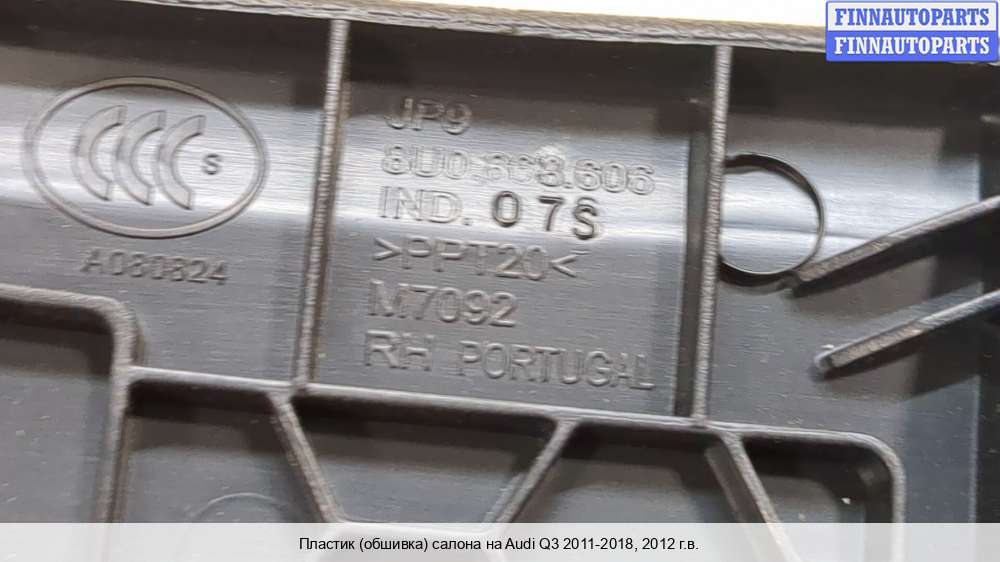 FINNAUTOPARTS
FINNAUTOPARTS
CCC S
A080824
JP9
8U0.868.606
IND. 07S
>PPT20<
M7092
RH PORTUGAL
Пластик (обшивка) салона на Audi Q3 2011-2018, 2012 г.в.